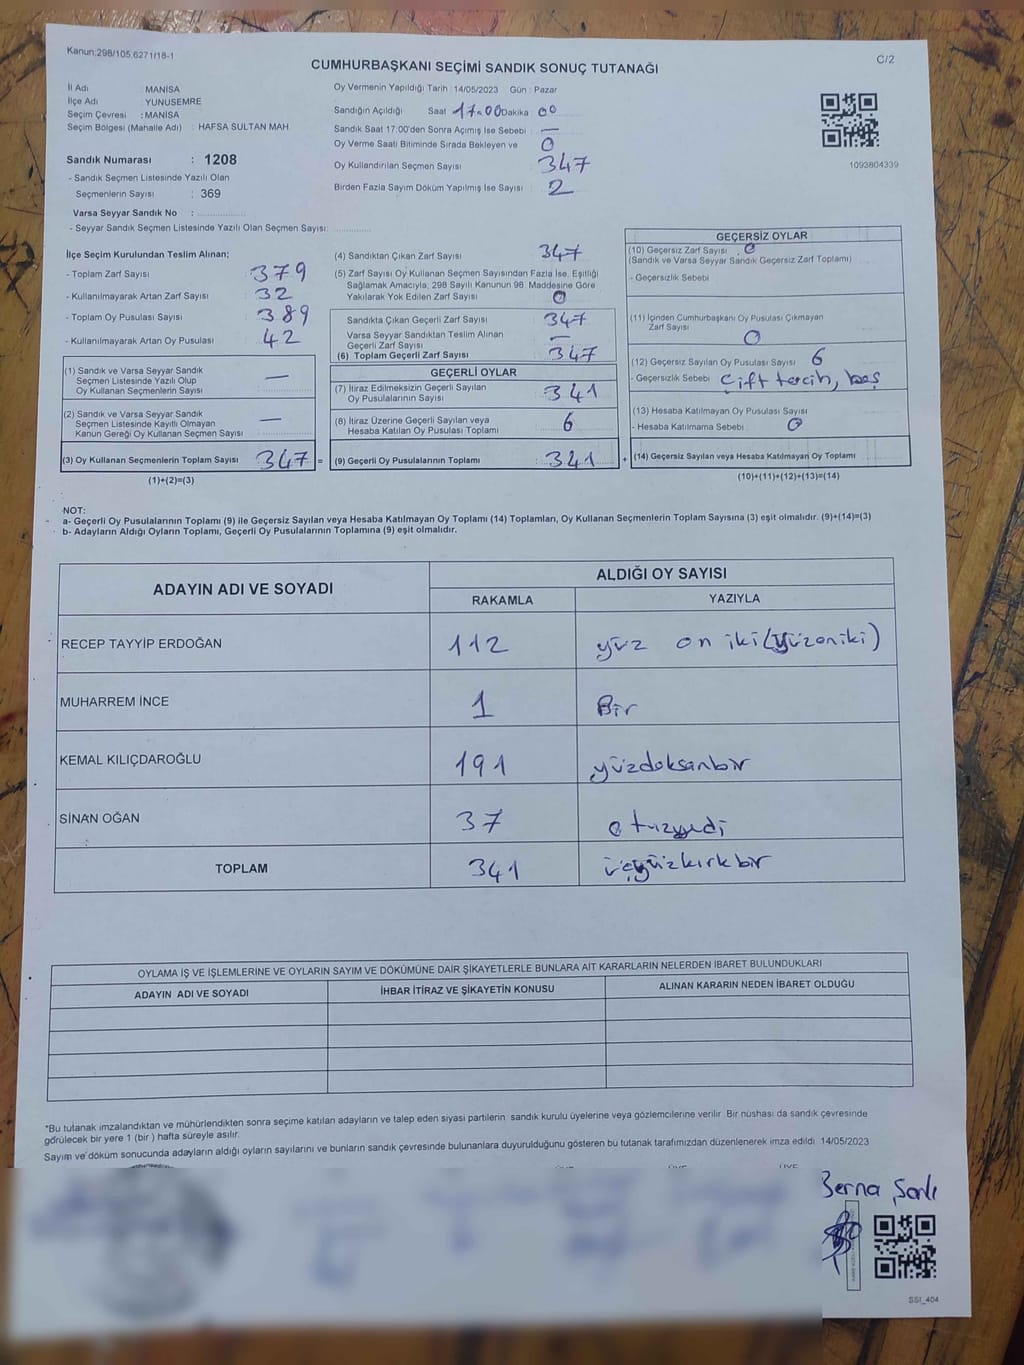 Kanun:298/105,6271/18-1
C/2
CUMHURBAŞKANI SEÇİMİ SANDIK SONUÇ TUTANAĞI
İl Adı : MANİSA
İlçe Adı : YUNUSEMRE
Seçim Çevresi : MANİSA
Seçim Bölgesi (Mahalle Adı) : HAFSA SULTAN MAH
Sandık Numarası : 1208
- Sandık Seçmen Listesinde Yazılı Olan
Seçmenlerin Sayısı : 369
Varsa Seyyar Sandık No :
- Seyyar Sandık Seçmen Listesinde Yazılı Olan Seçmen Sayısı:
Oy Vermenin Yapıldığı Tarih : 14/05/2023 Gün : Pazar
Sandığın Açıldığı Saat 17.00 Dakika 00
Sandık Saat 17:00'den Sonra Açımış İse Sebebi : —
Oy Verme Saati Bitiminde Sırada Bekleyen ve 0
Oy Kullandırılan Seçmen Sayısı 347
Birden Fazla Sayım Döküm Yapılmış İse Sayısı : 2
1093804339
İlçe Seçim Kurulundan Teslim Alınan;
- Toplam Zarf Sayısı 379
- Kullanılmayarak Artan Zarf Sayısı : 32
- Toplam Oy Pusulası Sayısı : 389
- Kullanılmayarak Artan Oy Pusulası : 42
(1) Sandık ve Varsa Seyyar Sandık
Seçmen Listesinde Yazılı Olup
Oy Kullanan Seçmenlerin Sayısı —
(2) Sandık ve Varsa Seyyar Sandık
Seçmen Listesinde Kayıtlı Olmayan
Kanun Gereği Oy Kullanan Seçmen Sayısı —
(3) Oy Kullanan Seçmenlerin Toplam Sayısı 347 =
(1)+(2)=(3)
(4) Sandıktan Çıkan Zarf Sayısı : 347
(5) Zarf Sayısı Oy Kullanan Seçmen Sayısından Fazla İse, Eşitliği
Sağlamak Amacıyla, 298 Sayılı Kanunun 98. Maddesine Göre
Yakılarak Yok Edilen Zarf Sayısı : 0
Sandıkta Çıkan Geçerli Zarf Sayısı : 347
Varsa Seyyar Sandıktan Teslim Alınan
Geçerli Zarf Sayısı —
(6) Toplam Geçerli Zarf Sayısı : 347
GEÇERLİ OYLAR
(7) İtiraz Edilmeksizin Geçerli Sayılan
Oy Pusulalarının Sayısı : 341
(8) İtiraz Üzerine Geçerli Sayılan veya
Hesaba Katılan Oy Pusulası Toplamı 6
(9) Geçerli Oy Pusulalarının Toplamı : 341 +
GEÇERSİZ OYLAR
(10) Geçersiz Zarf Sayısı : 0
(Sandık ve Varsa Seyyar Sandık Geçersiz Zarf Toplamı)
- Geçersizlik Sebebi :
(11) İçinden Cumhurbaşkanı Oy Pusulası Çıkmayan
Zarf Sayısı 0
(12) Geçersiz Sayılan Oy Pusulası Sayısı : 6
- Geçersizlik Sebebi : Çift tercih, boş
(13) Hesaba Katılmayan Oy Pusulası Sayısı
- Hesaba Katılmama Sebebi : 0
(14) Geçersiz Sayılan veya Hesaba Katılmayan Oy Toplamı
(10)+(11)+(12)+(13)=(14)
NOT:
a- Geçerli Oy Pusulalarının Toplamı (9) ile Geçersiz Sayılan veya Hesaba Katılmayan Oy Toplamı (14) Toplamları, Oy Kullanan Seçmenlerin Toplam Sayısına (3) eşit olmalıdır. (9)+(14)=(3)
b- Adayların Aldığı Oyların Toplamı, Geçerli Oy Pusulalarının Toplamına (9) eşit olmalıdır.
ADAYIN ADI VE SOYADI
ALDIĞI OY SAYISI
RAKAMLA YAZIYLA
RECEP TAYYİP ERDOĞAN 112 yüz on iki (yüzoniki)
MUHARREM İNCE 1 Bir
KEMAL KILIÇDAROĞLU 191 yüzdoksanbir
SİNAN OĞAN 37 otuzyedi
TOPLAM 341 üçyüzkırkbir
OYLAMA İŞ VE İŞLEMLERİNE VE OYLARIN SAYIM VE DÖKÜMÜNE DAİR ŞİKAYETLERLE BUNLARA AİT KARARLARIN NELERDEN İBARET BULUNDUKLARI
ADAYIN ADI VE SOYADI İHBAR İTİRAZ VE ŞİKAYETİN KONUSU ALINAN KARARIN NEDEN İBARET OLDUĞU
*Bu tutanak imzalandıktan ve mühürlendikten sonra seçime katılan adayların ve talep eden siyasi partilerin sandık kurulu üyelerine veya gözlemcilerine verilir. Bir nüshası da sandık çevresinde
görülecek bir yere 1 (bir ) hafta süreyle asılır.
Sayım ve döküm sonucunda adayların aldığı oyların sayılarını ve bunların sandık çevresinde bulunanlara duyurulduğunu gösteren bu tutanak tarafımızdan düzenlenerek imza edildi. 14/05/2023
Berna Şanlı
SSI_404